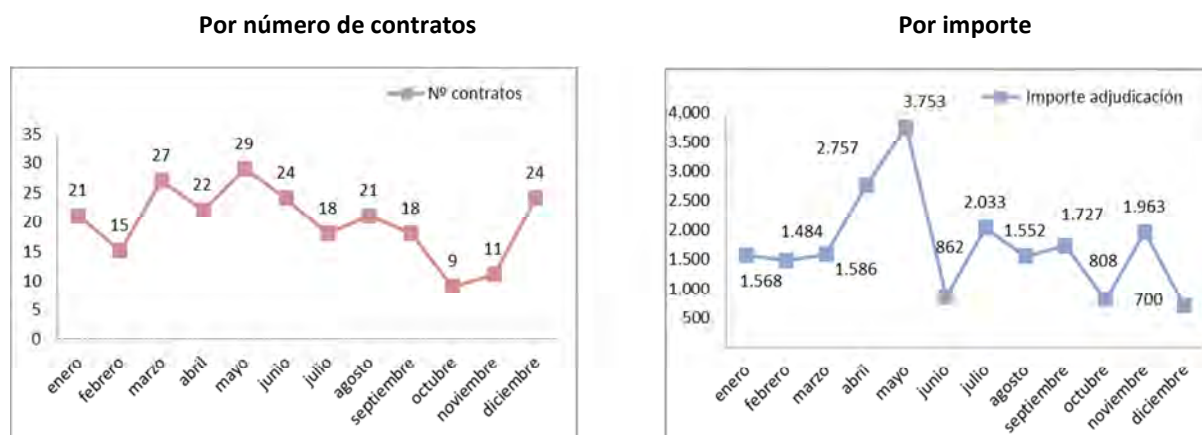 Por número de contratos
Nº contratos
35
30
25
20
15
10
5
0
21
15
27
22
29
24
18
21
18
9
11
24
enero
febrero
marzo
abril
mayo
junio
julio
agosto
septiembre
octubre
noviembre
diciembre
Por importe
Importe adjudicación
4.000
3.500
3.000
2.500
2.000
1.500
1.000
500
1.568
1.484
1.586
2.757
3.753
862
2.033
1.552
1.727
808
1.963
700
enero
febrero
marzo
abril
mayo
junio
julio
agosto
septiembre
octubre
noviembre
diciembre